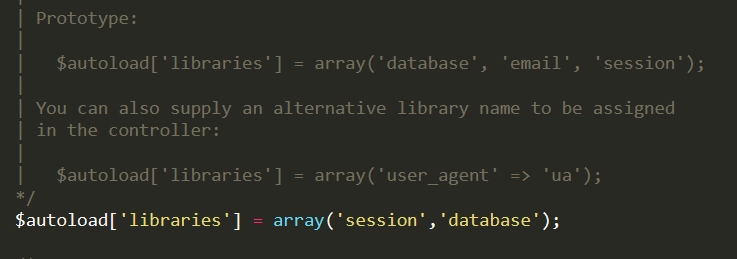 | Prototype:
|
|   $autoload['libraries'] = array('database', 'email', 'session');
|
| You can also supply an alternative library name to be assigned
| in the controller:
|
|   $autoload['libraries'] = array('user_agent' => 'ua');
*/
$autoload['libraries'] = array('session','database');